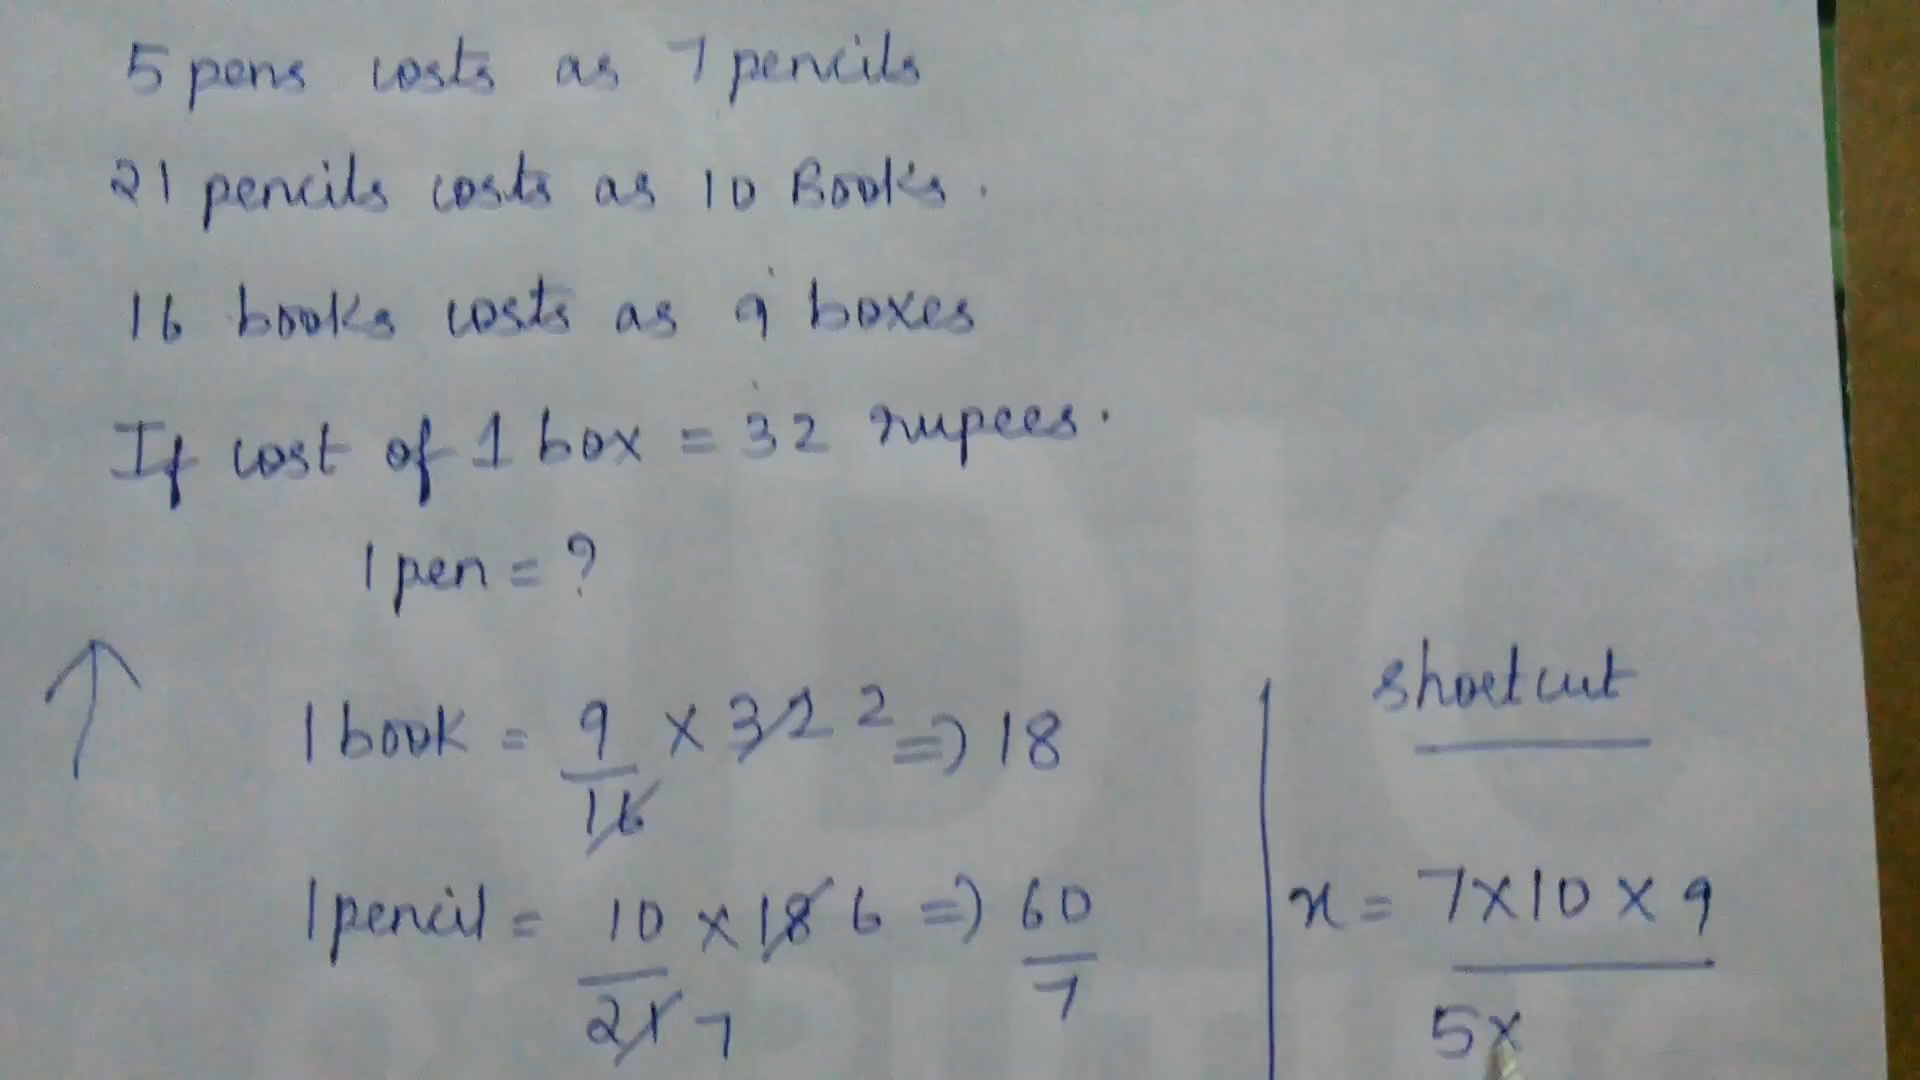 5 pens costs as 7 pencils
21 pencils costs as 10 Books.
16 books costs as 9 boxes
If cost of 1 box = 32 rupees.
1 pen = ?
1 book = 9/16 × 32 2 => 18
1 pencil = 10/21 7 × 18 6 => 60/7
shortcut
x = 7×10×9
5×